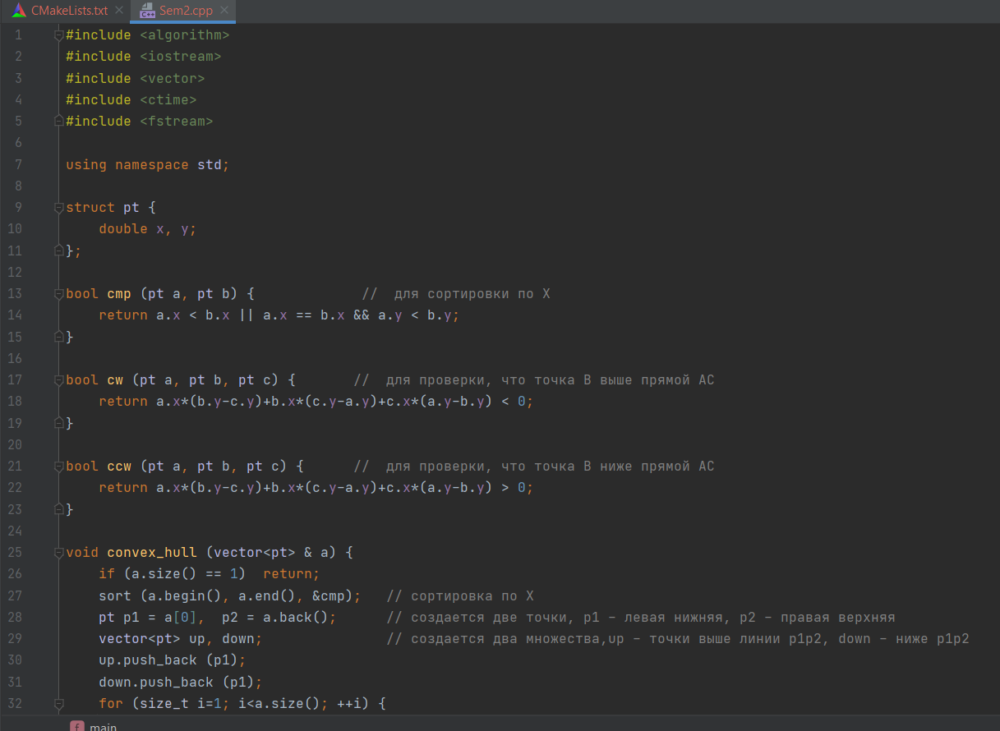 CMakeLists.txt Sem2.cpp
1 #include <algorithm>
2 #include <iostream>
3 #include <vector>
4 #include <ctime>
5 #include <fstream>
6
7 using namespace std;
8
9 struct pt {
10     double x, y;
11 };
12
13 bool cmp (pt a, pt b) {             //  для сортировки по X
14     return a.x < b.x || a.x == b.x && a.y < b.y;
15 }
16
17 bool cw (pt a, pt b, pt c) {       //  для проверки, что точка B выше прямой AC
18     return a.x*(b.y-c.y)+b.x*(c.y-a.y)+c.x*(a.y-b.y) < 0;
19 }
20
21 bool ccw (pt a, pt b, pt c) {      //  для проверки, что точка B ниже прямой AC
22     return a.x*(b.y-c.y)+b.x*(c.y-a.y)+c.x*(a.y-b.y) > 0;
23 }
24
25 void convex_hull (vector<pt> & a) {
26     if (a.size() == 1)  return;
27     sort (a.begin(), a.end(), &cmp);   // сортировка по X
28     pt p1 = a[0],  p2 = a.back();      // создается две точки, p1 - левая нижняя, p2 - правая верхняя
29     vector<pt> up, down;               // создается два множества,up - точки выше линии p1p2, down - ниже p1p2
30     up.push_back (p1);
31     down.push_back (p1);
32     for (size_t i=1; i<a.size(); ++i) {
f main